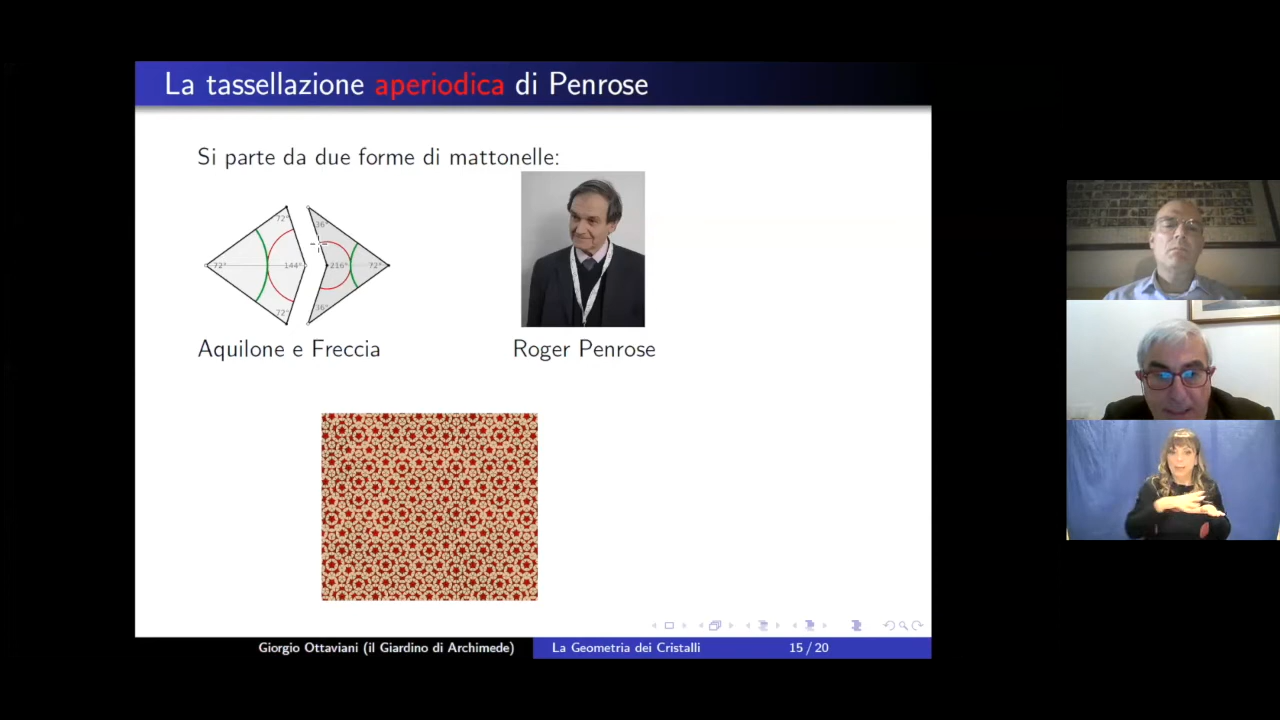 La tassellazione aperiodica di Penrose
Si parte da due forme di mattonelle:
72°
36°
72°
144°
216°
72°
72°
36°
Aquilone e Freccia
Roger Penrose
Giorgio Ottaviani (il Giardino di Archimede)
La Geometria dei Cristalli
15 / 20